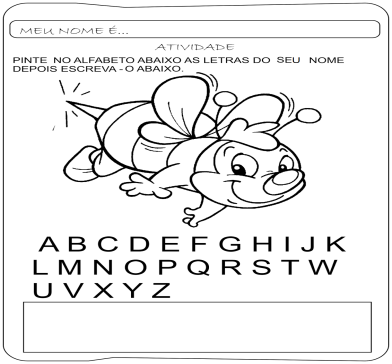 MEU NOME É...
ATIVIDADE
PINTE NO ALFABETO ABAIXO AS LETRAS DO SEU NOME
DEPOIS ESCREVA-O ABAIXO.
A B C D E F G H I J K
L M N O P Q R S T W
U V X Y Z